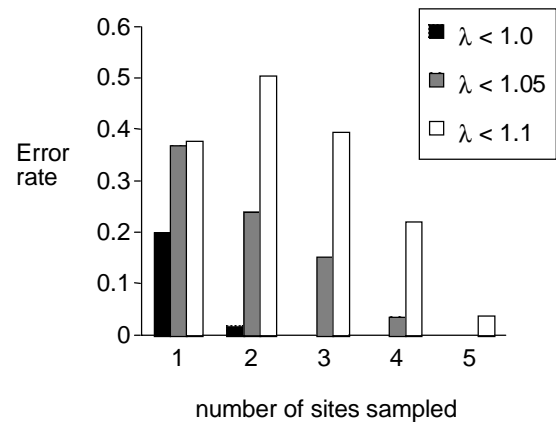 0.6
0.5
0.4
0.3
0.2
0.1
0
Error
rate
1 2 3 4 5
number of sites sampled
λ < 1.0
λ < 1.05
λ < 1.1